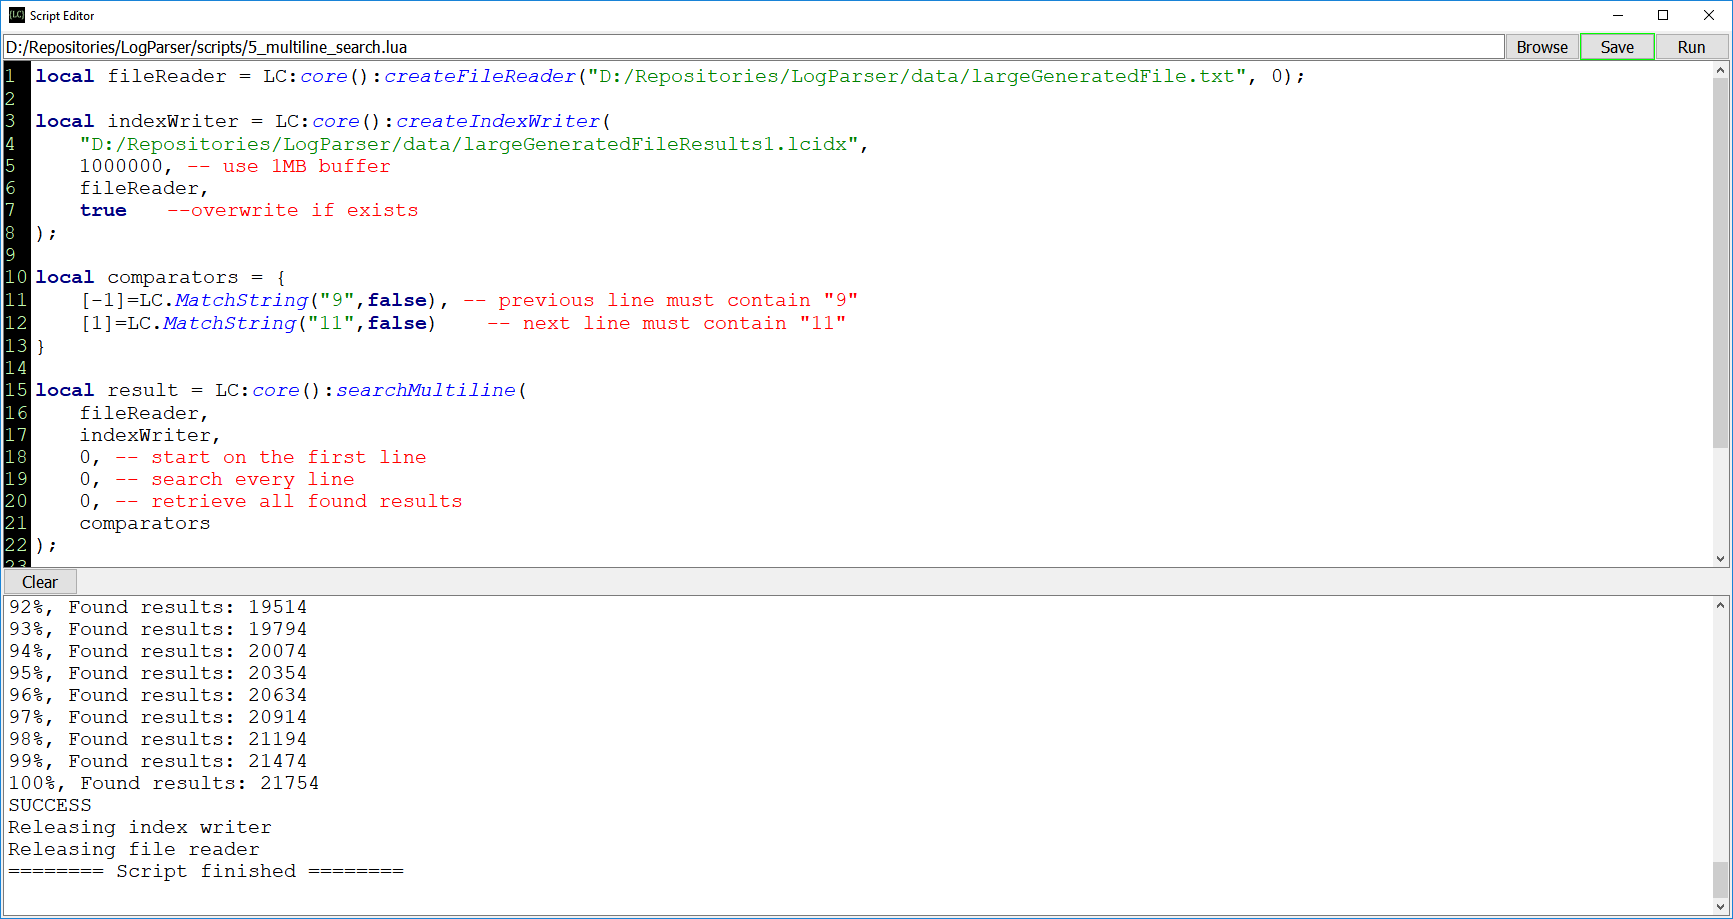 {LC} Script Editor
D:/Repositories/LogParser/scripts/5_multiline_search.lua Browse Save Run
1 local fileReader = LC:core():createFileReader("D:/Repositories/LogParser/data/largeGeneratedFile.txt", 0);
2
3 local indexWriter = LC:core():createIndexWriter(
4     "D:/Repositories/LogParser/data/largeGeneratedFileResults1.lcidx",
5     1000000, -- use 1MB buffer
6     fileReader,
7     true   --overwrite if exists
8 );
9
10 local comparators = {
11     [-1]=LC.MatchString("9",false), -- previous line must contain "9"
12     [1]=LC.MatchString("11",false)    -- next line must contain "11"
13 }
14
15 local result = LC:core():searchMultiline(
16     fileReader,
17     indexWriter,
18     0, -- start on the first line
19     0, -- search every line
20     0, -- retrieve all found results
21     comparators
22 );
23
Clear
92%, Found results: 19514
93%, Found results: 19794
94%, Found results: 20074
95%, Found results: 20354
96%, Found results: 20634
97%, Found results: 20914
98%, Found results: 21194
99%, Found results: 21474
100%, Found results: 21754
SUCCESS
Releasing index writer
Releasing file reader
======== Script finished ========